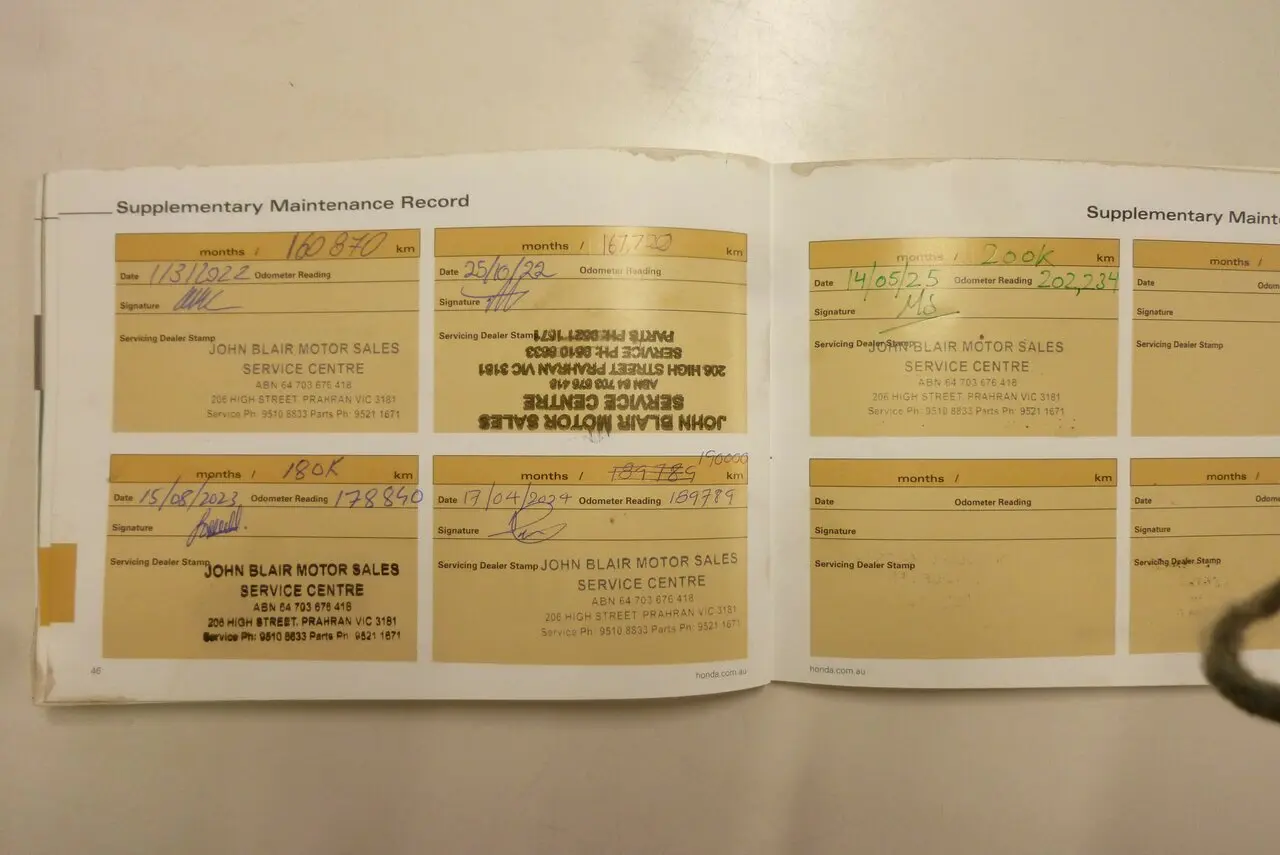 Supplementary Maintenance Record
months / 160870 km
Date 1/3/2022 Odometer Reading
Signature
Servicing Dealer Stamp
JOHN BLAIR MOTOR SALES
SERVICE CENTRE
ABN 64 703 676 418
206 HIGH STREET, PRAHRAN VIC 3181
Service Ph: 9510 8833 Parts Ph: 9521 1671
months / km
Date 25/10/22 Odometer Reading
Signature
Servicing Dealer Stamp
JOHN BLAIR MOTOR SALES
SERVICE CENTRE
ABN 64 703 676 418
206 HIGH STREET PRAHRAN VIC 3181
SERVICE PH: 9510 8833
PARTS PH: 9521 1671
months / 180K km
Date 15/08/2023 Odometer Reading 178840
Signature
Servicing Dealer Stamp
JOHN BLAIR MOTOR SALES
SERVICE CENTRE
ABN 64 703 676 418
206 HIGH STREET, PRAHRAN VIC 3181
Service Ph: 9510 8833 Parts Ph: 9521 1671
190000
months / 189789 km
Date 17/04/2024 Odometer Reading 189789
Signature
Servicing Dealer Stamp
JOHN BLAIR MOTOR SALES
SERVICE CENTRE
ABN 64 703 676 418
206 HIGH STREET, PRAHRAN VIC 3181
Service Ph: 9510 8833 Parts Ph: 9521 1671
46
honda.com.au
Supplementary Maint
months / 200K km
Date 14/05/25 Odometer Reading 202,234
Signature
Servicing Dealer Stamp
JOHN BLAIR MOTOR SALES
SERVICE CENTRE
ABN 64 703 676 418
206 HIGH STREET, PRAHRAN VIC 3181
Service Ph: 9510 8833 Parts Ph: 9521 1671
months /
Date Odom
Signature
Servicing Dealer Stamp
months / km
Date Odometer Reading
Signature
Servicing Dealer Stamp
months /
Date Odom
Signature
Servicing Dealer Stamp
honda.com.au